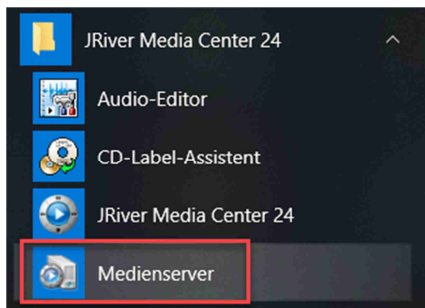 JRiver Media Center 24
Audio-Editor
CD-Label-Assistent
JRiver Media Center 24
Medienserver